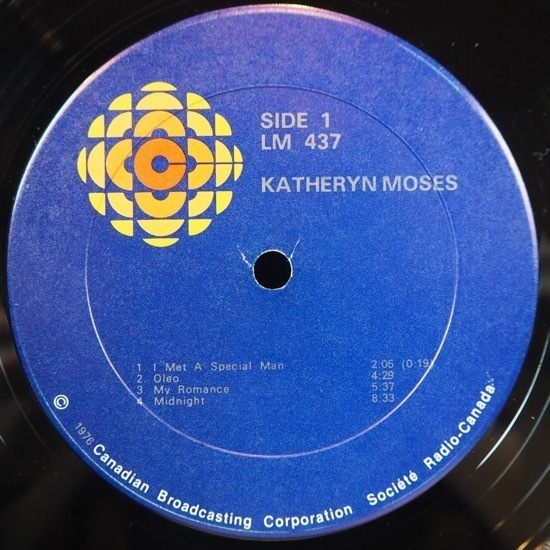 SIDE 1
LM 437
KATHERYN MOSES
1. I Met A Special Man 2:05 (0:19)
2. Oleo 4:29
3 My Romance 5:37
4 Midnight 8:33
© 1976 Canadian Broadcasting Corporation Société Radio-Canada